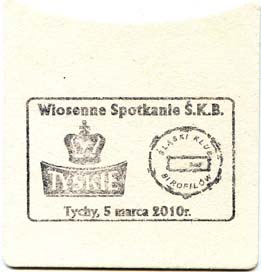 Wiosenne Spotkanie Ś.K.B.
TYSKIE
ŚLĄSKI KLUB
BIROFILÓW
Tychy, 5 marca 2010r.